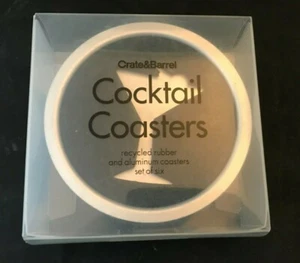 Crate&Barrel
Cocktail
Coasters
recycled rubber
and aluminum coasters
set of six